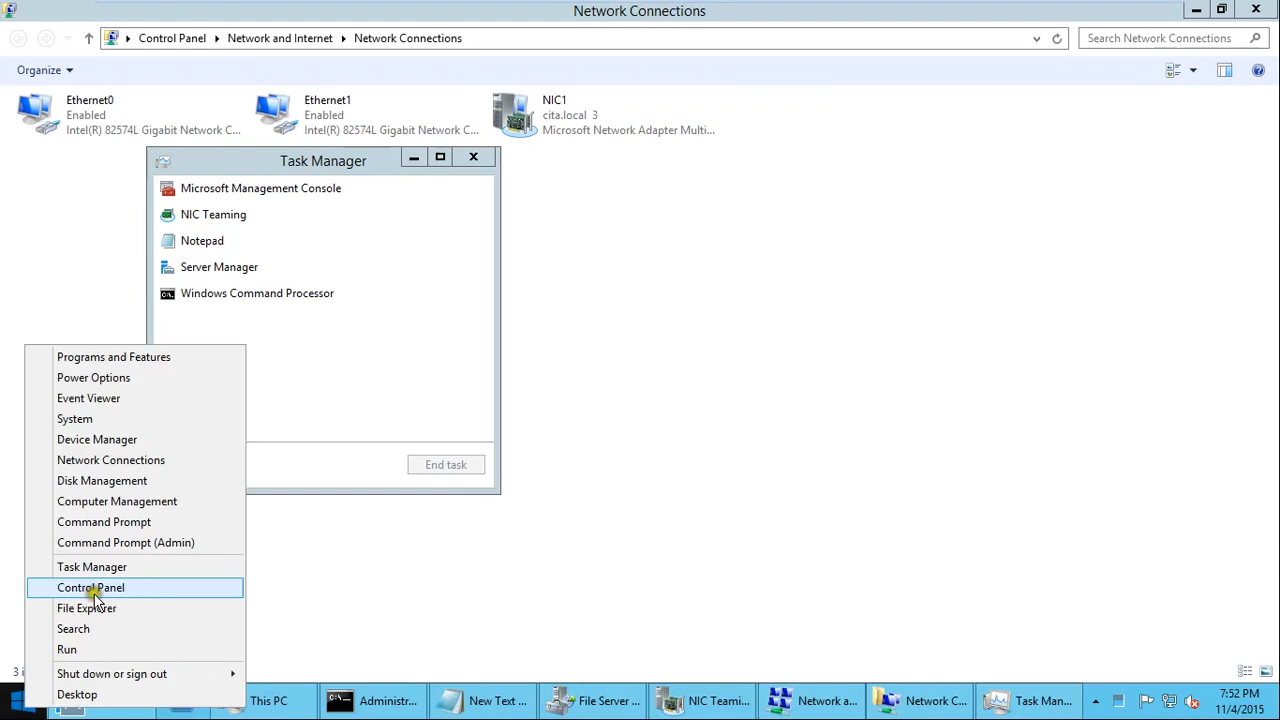 Network Connections
Control Panel
Network and Internet
Network Connections
Search Network Connections
Organize
Ethernet0
Enabled
Intel(R) 82574L Gigabit Network C...
Ethernet1
Enabled
Intel(R) 82574L Gigabit Network C...
NIC1
cita.local 3
Microsoft Network Adapter Multi...
Task Manager
Microsoft Management Console
NIC Teaming
Notepad
Server Manager
Windows Command Processor
End task
Programs and Features
Power Options
Event Viewer
System
Device Manager
Network Connections
Disk Management
Computer Management
Command Prompt
Command Prompt (Admin)
Task Manager
Control Panel
File Explorer
Search
Run
Shut down or sign out
Desktop
3 i
This PC
Administr...
New Text ...
File Server ...
NIC Team...
Network a...
Network C...
Task Man...
7:52 PM
11/4/2015